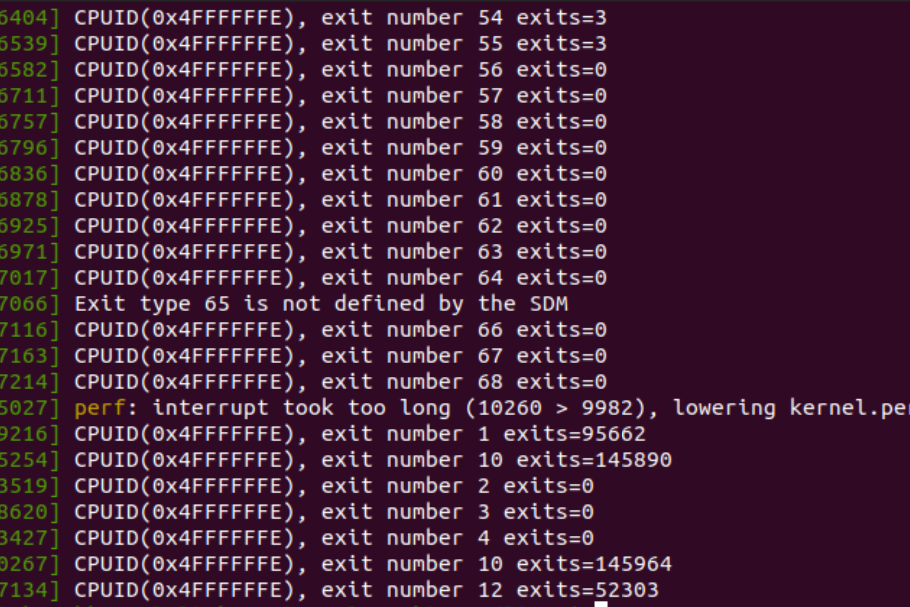 6404] CPUID(0x4FFFFFFE), exit number 54 exits=3
6539] CPUID(0x4FFFFFFE), exit number 55 exits=3
6582] CPUID(0x4FFFFFFE), exit number 56 exits=0
6711] CPUID(0x4FFFFFFE), exit number 57 exits=0
6757] CPUID(0x4FFFFFFE), exit number 58 exits=0
6796] CPUID(0x4FFFFFFE), exit number 59 exits=0
6836] CPUID(0x4FFFFFFE), exit number 60 exits=0
6878] CPUID(0x4FFFFFFE), exit number 61 exits=0
6925] CPUID(0x4FFFFFFE), exit number 62 exits=0
6971] CPUID(0x4FFFFFFE), exit number 63 exits=0
7017] CPUID(0x4FFFFFFE), exit number 64 exits=0
7066] Exit type 65 is not defined by the SDM
7116] CPUID(0x4FFFFFFE), exit number 66 exits=0
7163] CPUID(0x4FFFFFFE), exit number 67 exits=0
7214] CPUID(0x4FFFFFFE), exit number 68 exits=0
5027] perf: interrupt took too long (10260 > 9982), lowering kernel.per
9216] CPUID(0x4FFFFFFE), exit number 1 exits=95662
5254] CPUID(0x4FFFFFFE), exit number 10 exits=145890
3519] CPUID(0x4FFFFFFE), exit number 2 exits=0
8620] CPUID(0x4FFFFFFE), exit number 3 exits=0
3427] CPUID(0x4FFFFFFE), exit number 4 exits=0
0267] CPUID(0x4FFFFFFE), exit number 10 exits=145964
7134] CPUID(0x4FFFFFFE), exit number 12 exits=52303